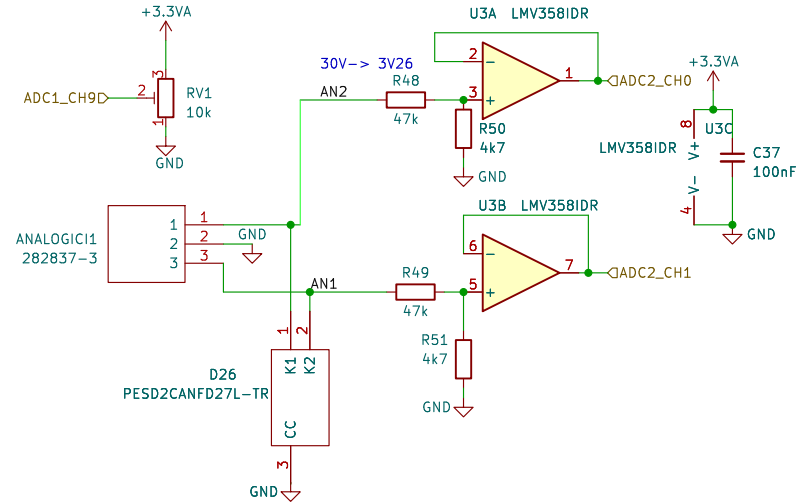 +3.3VA
3
ADC1_CH9
2
RV1
10k
1
GND
U3A LMV358IDR
30V-> 3V26
R48
AN2
47k
2
−
3
+
1
ADC2_CH0
R50
4k7
GND
+3.3VA
8
U3C
LMV358IDR
V+
V−
4
C37
100nF
GND
ANALOGICI1
282837-3
1
1
2
2
3
3
GND
AN1
R49
47k
U3B LMV358IDR
6
−
5
+
7
ADC2_CH1
R51
4k7
GND
1
2
K1
K2
D26
PESD2CANFD27L-TR
CC
3
GND